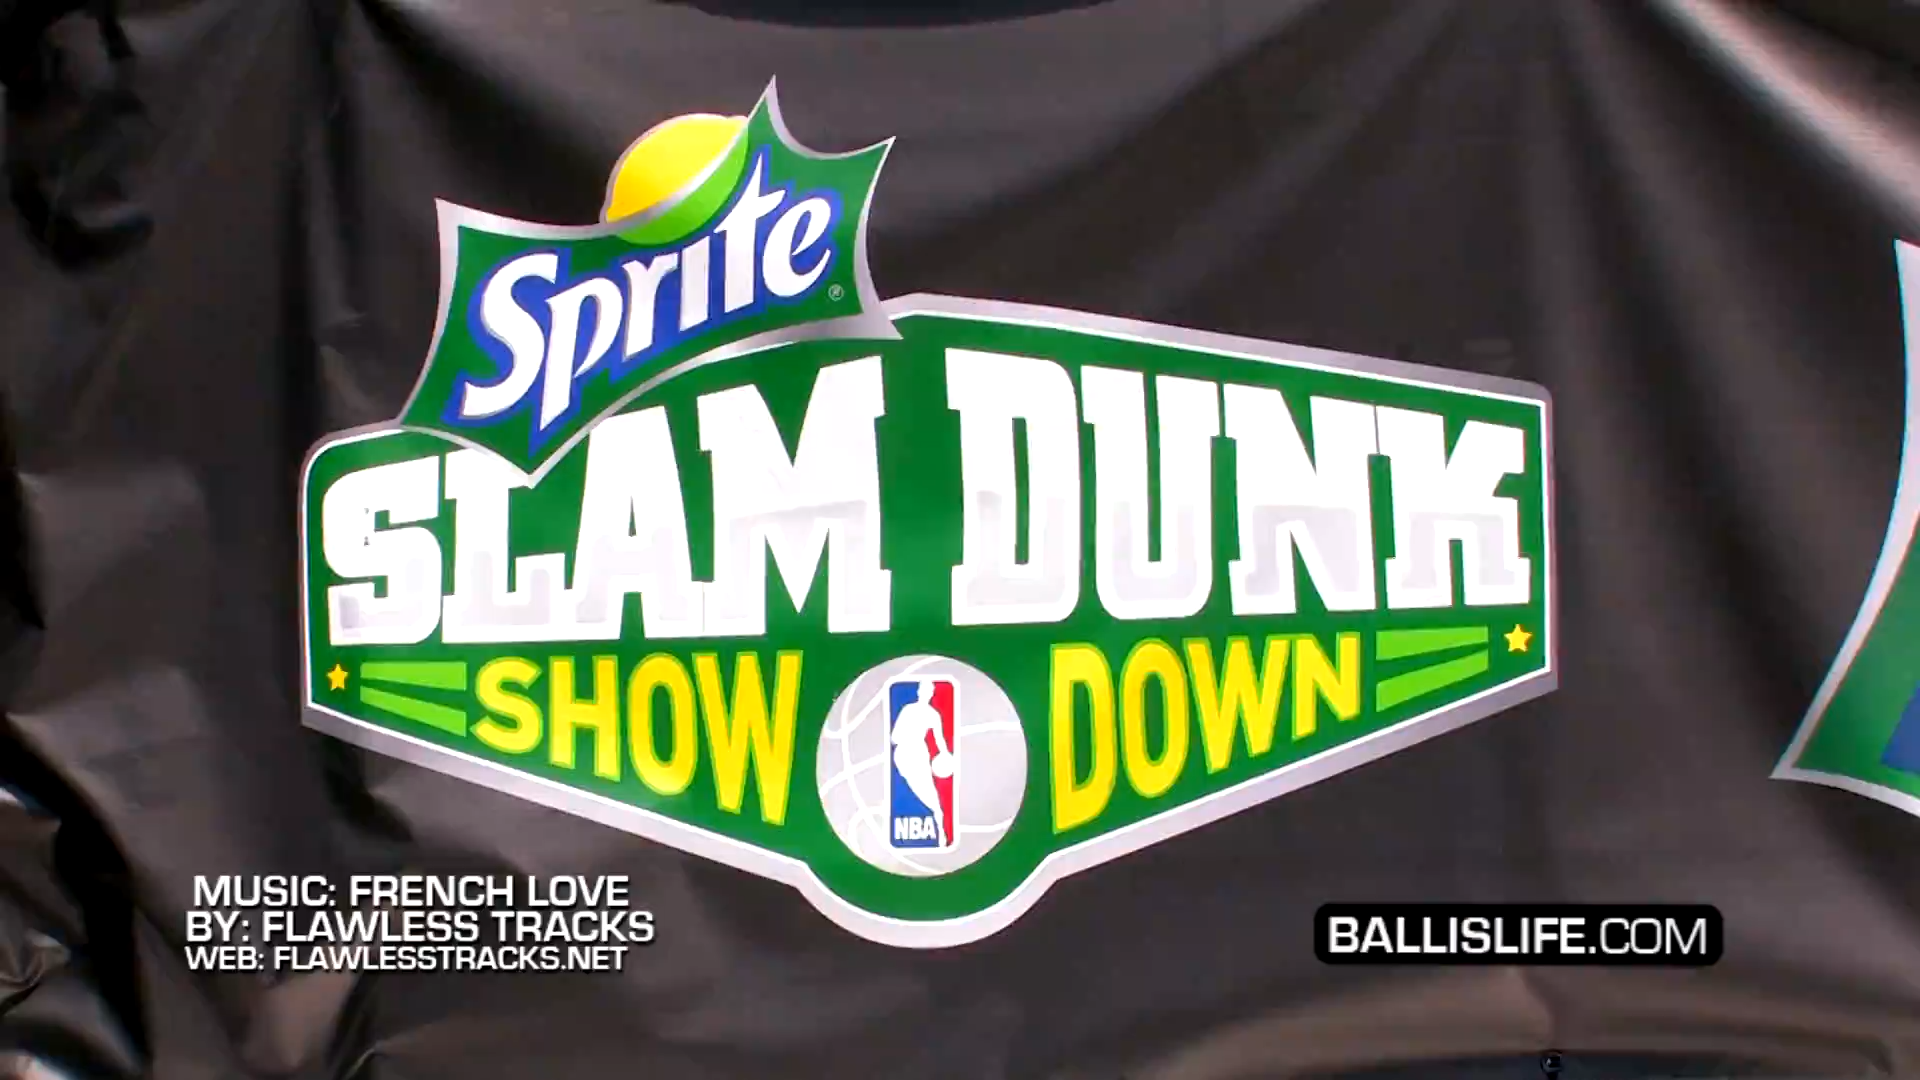 Sprite
SLAM DUNK
SHOW DOWN
NBA
MUSIC: FRENCH LOVE
BY: FLAWLESS TRACKS
WEB: FLAWLESSTRACKS.NET
BALLISLIFE.COM